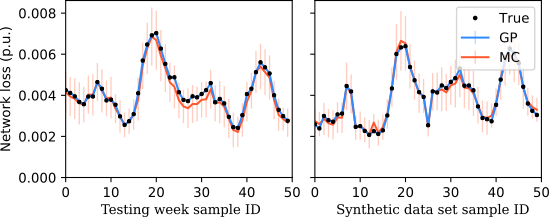 Network loss (p.u.)
0.008
0.006
0.004
0.002
0.000
0 10 20 30 40 50
Testing week sample ID
True
GP
MC
0 10 20 30 40 50
Synthetic data set sample ID